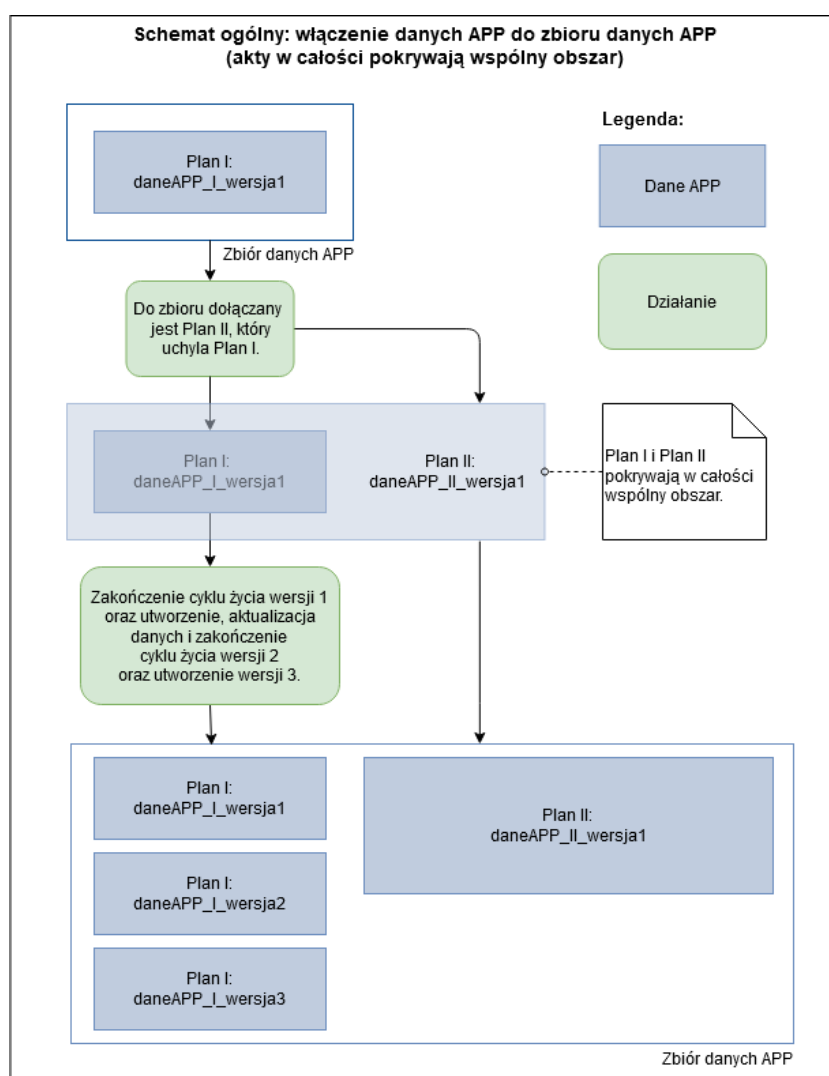 Schemat ogólny: włączenie danych APP do zbioru danych APP
(akty w całości pokrywają wspólny obszar)
Plan I:
daneAPP_I_wersja1
Zbiór danych APP
Legenda:
Dane APP
Działanie
Do zbioru dołączany
jest Plan II, który
uchyla Plan I.
Plan I:
daneAPP_I_wersja1
Plan II:
daneAPP_II_wersja1
Plan I i Plan II
pokrywają w całości
wspólny obszar.
Zakończenie cyklu życia wersji 1
oraz utworzenie, aktualizacja
danych i zakończenie
cyklu życia wersji 2
oraz utworzenie wersji 3.
Plan I:
daneAPP_I_wersja1
Plan II:
daneAPP_II_wersja1
Plan I:
daneAPP_I_wersja2
Plan I:
daneAPP_I_wersja3
Zbiór danych APP